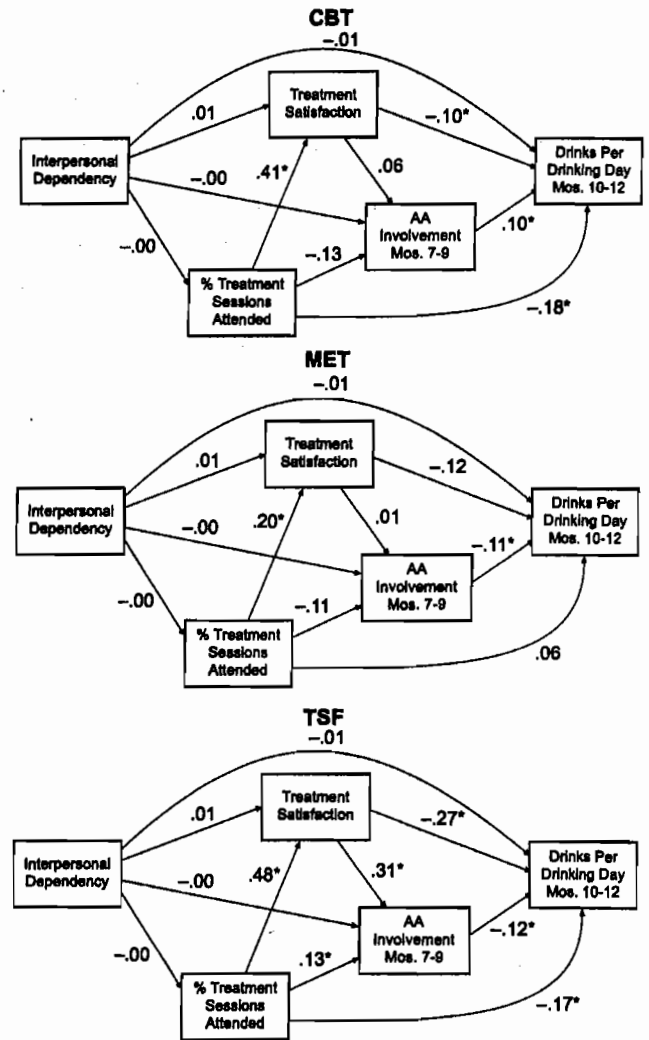 CBT
–.01
Treatment
Satisfaction
.01
–.10*
Interpersonal
Dependency
Drinks Per
Drinking Day
Mos. 10-12
.41*
.06
–.00
AA
Involvement
Mos. 7-9
.10*
–.00
–.13
% Treatment
Sessions
Attended
–.18*
MET
–.01
Treatment
Satisfaction
.01
–.12
Interpersonal
Dependency
Drinks Per
Drinking Day
Mos. 10-12
.20*
.01
–.00
AA
Involvement
Mos. 7-9
–.11*
–.00
–.11
% Treatment
Sessions
Attended
.06
TSF
–.01
Treatment
Satisfaction
.01
–.27*
Interpersonal
Dependency
Drinks Per
Drinking Day
Mos. 10-12
.48*
.31*
–.00
AA
Involvement
Mos. 7-9
–.12*
–.00
.13*
% Treatment
Sessions
Attended
–.17*